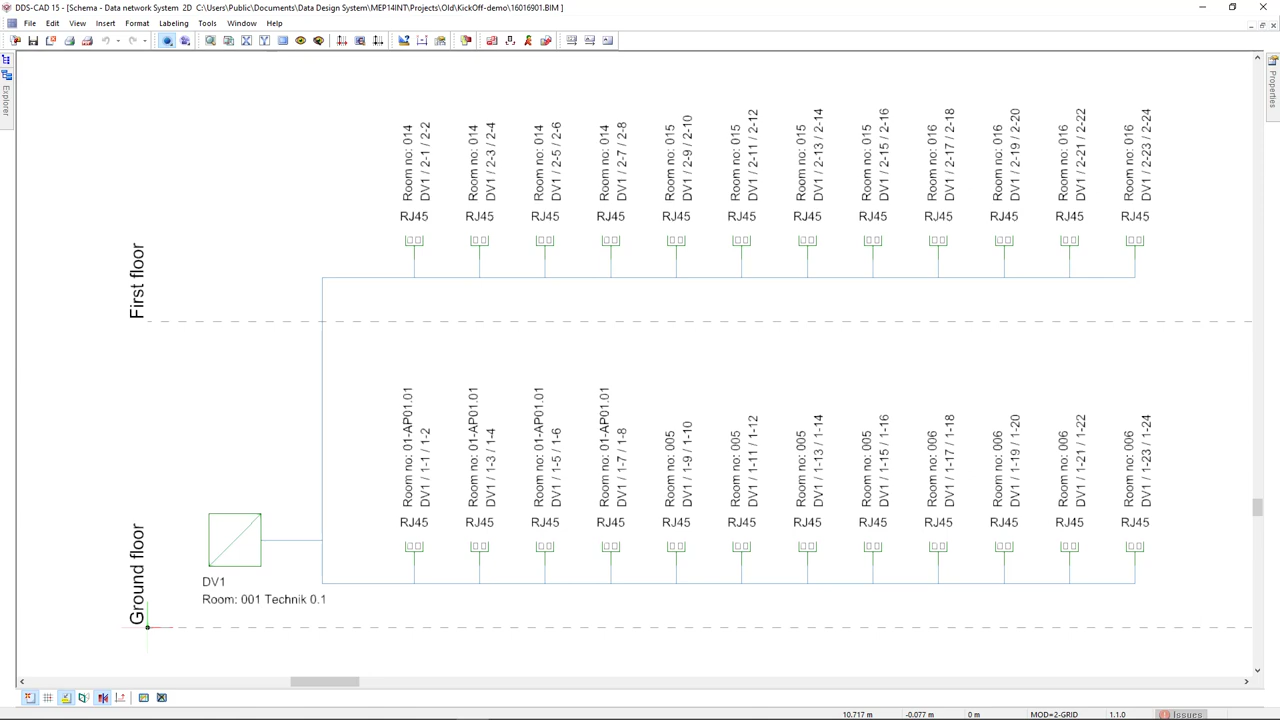 DDS-CAD 15 - [Schema - Data network System  2D  C:\Users\Public\Documents\Data Design System\MEP14INT\Projects\Old\KickOff-demo\16016901.BIM ]
File Edit View Insert Format Labeling Tools Window Help
Explorer
Properties
First floor
Room no: 014
DV1 / 2-1 / 2-2
RJ45
Room no: 014
DV1 / 2-3 / 2-4
RJ45
Room no: 014
DV1 / 2-5 / 2-6
RJ45
Room no: 014
DV1 / 2-7 / 2-8
RJ45
Room no: 015
DV1 / 2-9 / 2-10
RJ45
Room no: 015
DV1 / 2-11 / 2-12
RJ45
Room no: 015
DV1 / 2-13 / 2-14
RJ45
Room no: 015
DV1 / 2-15 / 2-16
RJ45
Room no: 016
DV1 / 2-17 / 2-18
RJ45
Room no: 016
DV1 / 2-19 / 2-20
RJ45
Room no: 016
DV1 / 2-21 / 2-22
RJ45
Room no: 016
DV1 / 2-23 / 2-24
RJ45
Ground floor
DV1
Room: 001 Technik 0.1
Room no: 01-AP01.01
DV1 / 1-1 / 1-2
RJ45
Room no: 01-AP01.01
DV1 / 1-3 / 1-4
RJ45
Room no: 01-AP01.01
DV1 / 1-5 / 1-6
RJ45
Room no: 01-AP01.01
DV1 / 1-7 / 1-8
RJ45
Room no: 005
DV1 / 1-9 / 1-10
RJ45
Room no: 005
DV1 / 1-11 / 1-12
RJ45
Room no: 005
DV1 / 1-13 / 1-14
RJ45
Room no: 005
DV1 / 1-15 / 1-16
RJ45
Room no: 006
DV1 / 1-17 / 1-18
RJ45
Room no: 006
DV1 / 1-19 / 1-20
RJ45
Room no: 006
DV1 / 1-21 / 1-22
RJ45
Room no: 006
DV1 / 1-23 / 1-24
RJ45
10.717 m -0.077 m 0 m MOD=2-GRID 1.1.0 Issues